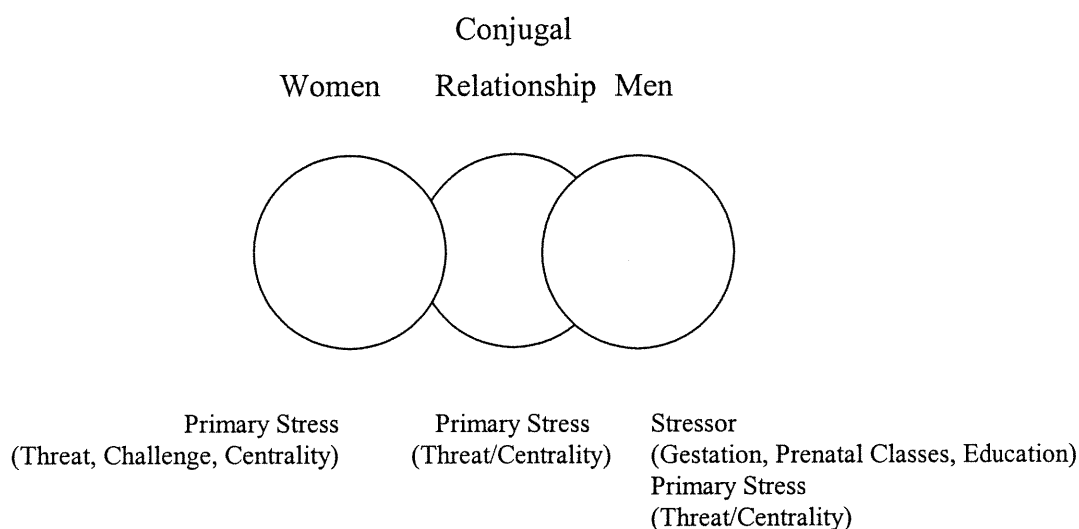 Conjugal
Women Relationship Men
Primary Stress
(Threat, Challenge, Centrality)
Primary Stress
(Threat/Centrality)
Stressor
(Gestation, Prenatal Classes, Education)
Primary Stress
(Threat/Centrality)